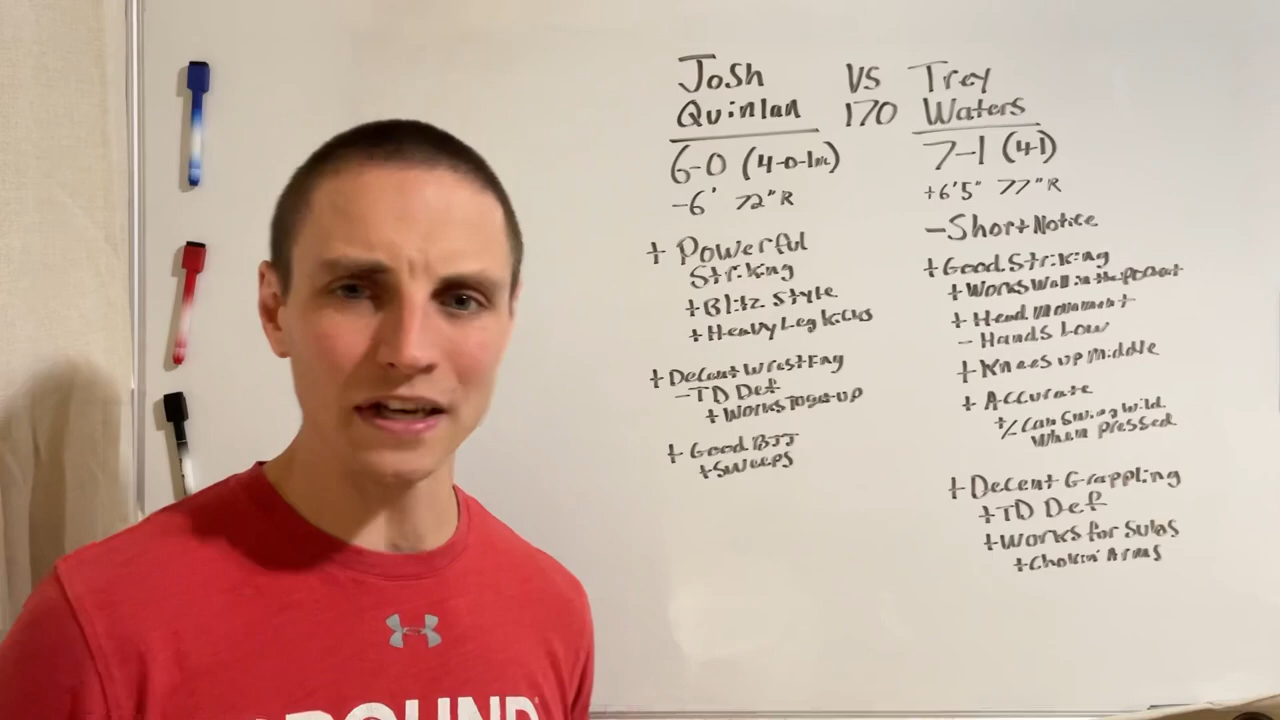 Josh VS Trey
Quinlan 170 Waters
6-0 (4-0-1nc)
-6' 72"R
+ Powerful
Striking
+Blitz Style
+Heavy Leg Kicks
+ Decent Wrestling
-TD Def
+ Works To get up
+ Good BJJ
+Sweeps
7-1 (4-1)
+6'5" 77"R
-Short Notice
+Good Striking
+Works Well in the pocket
+ Head Movement
- Hands Low
+Knees up Middle
+ Accurate
+/- Can Swing Wild
When pressed
+Decent Grappling
+TD Def
+Works for Subs
+Chokin' Arms